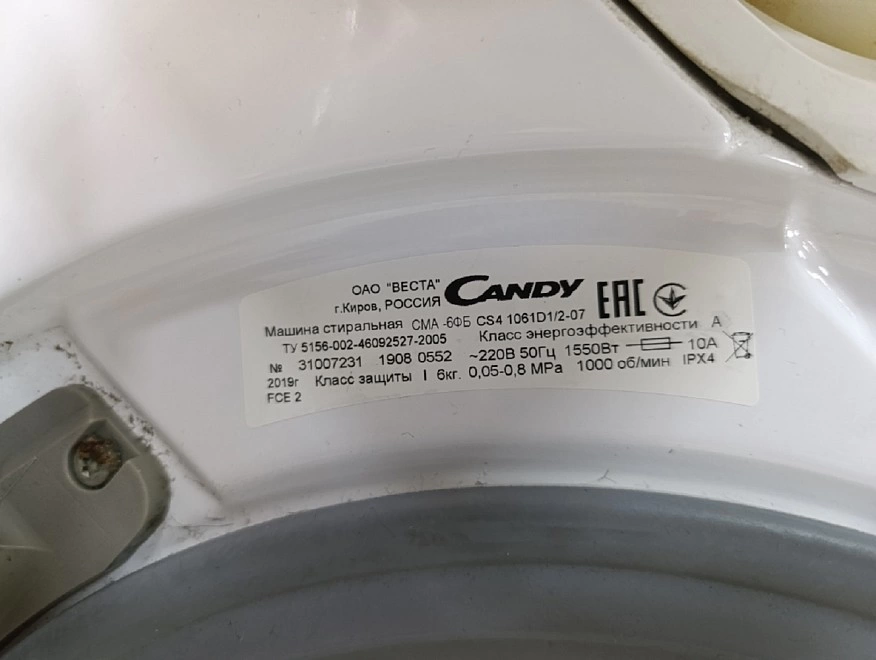 ОАО "ВЕСТА"
г.Киров, РОССИЯ
CANDY
EAC
Машина стиральная СМА -6ФБ CS4 1061D1/2-07
ТУ 5156-002-46092527-2005 Класс энергоэффективности A
№ 31007231 1908 0552 ~220В 50Гц 1550Вт 10А
2019г Класс защиты I 6кг. 0,05-0,8 MPa 1000 об/мин IPX4
FCE 2